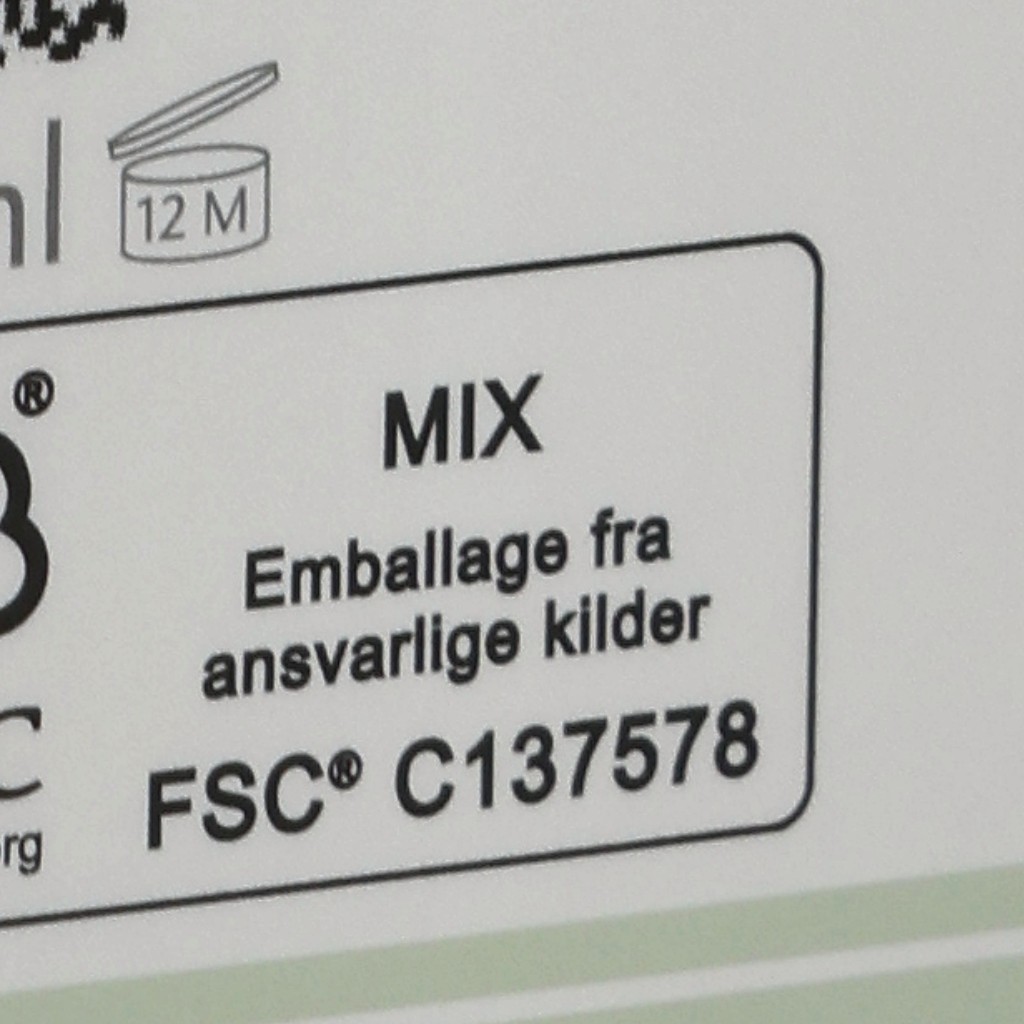 ml
12 M
®
MIX
Emballage fra
ansvarlige kilder
FSC® C137578